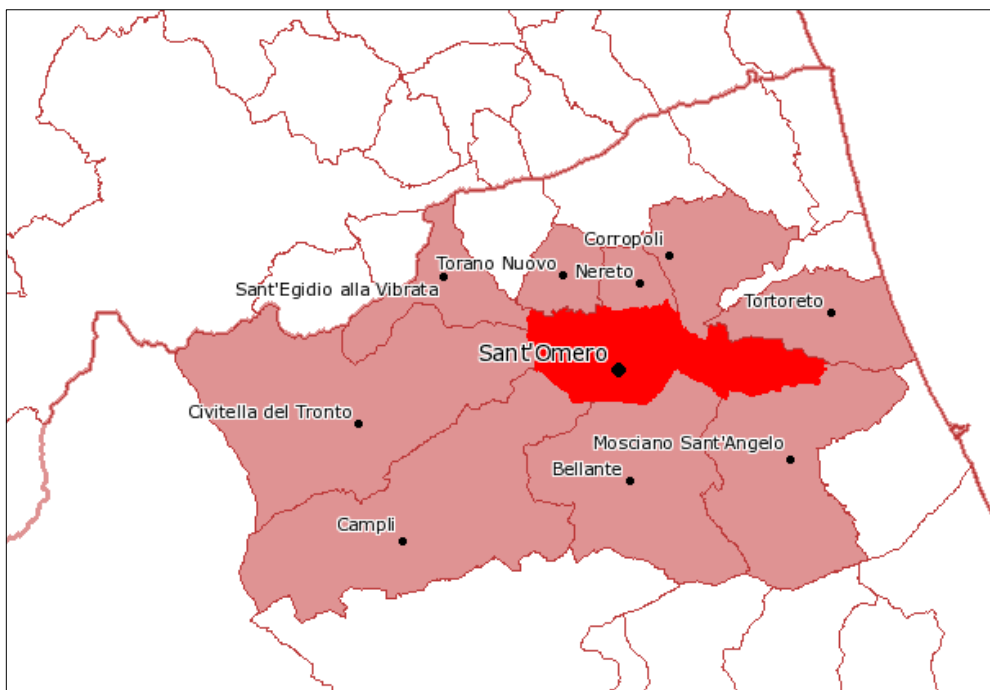 Corropoli
Torano Nuovo
Nereto
Sant'Egidio alla Vibrata
Tortoreto
Sant'Omero
Civitella del Tronto
Mosciano Sant'Angelo
Bellante
Campli